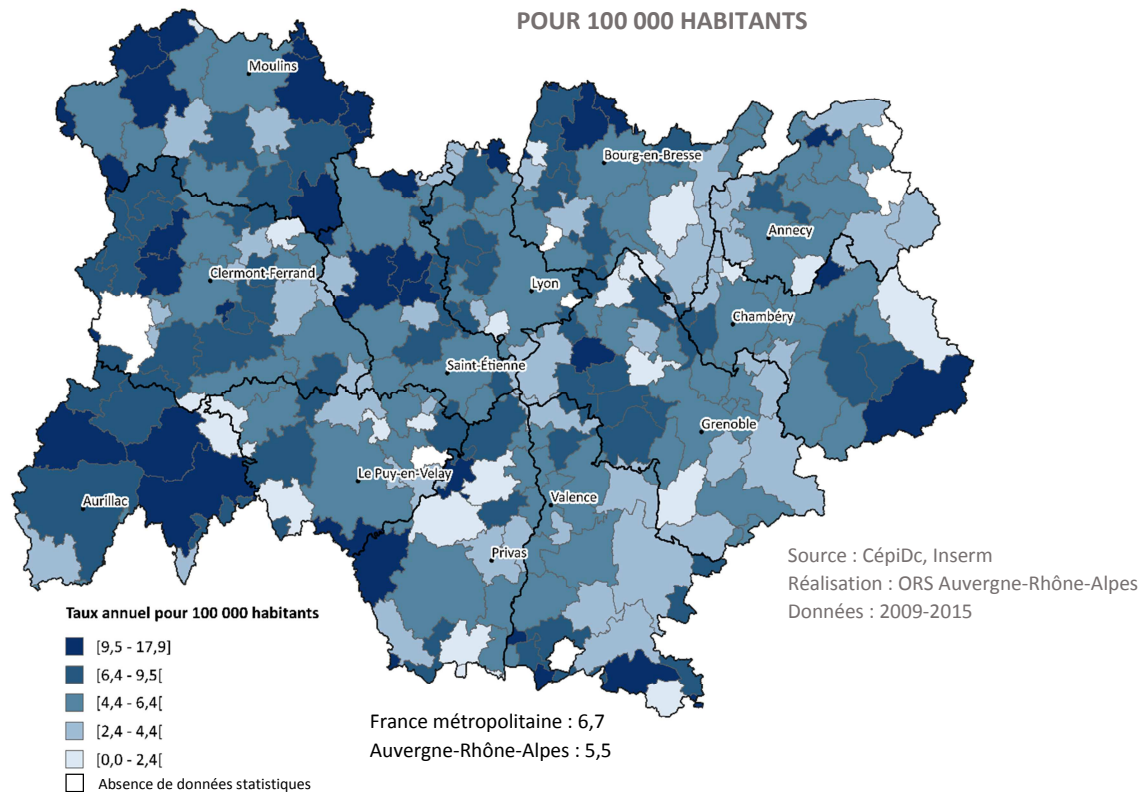 POUR 100 000 HABITANTS
Moulins
Bourg-en-Bresse
Annecy
Clermont-Ferrand
Lyon
Chambéry
Saint-Étienne
Grenoble
Le Puy-en-Velay
Valence
Aurillac
Privas
Source : CépiDc, Inserm
Réalisation : ORS Auvergne-Rhône-Alpes
Données : 2009-2015
Taux annuel pour 100 000 habitants
[9,5 - 17,9]
[6,4 - 9,5[
[4,4 - 6,4[
[2,4 - 4,4[
[0,0 - 2,4[
Absence de données statistiques
France métropolitaine : 6,7
Auvergne-Rhône-Alpes : 5,5